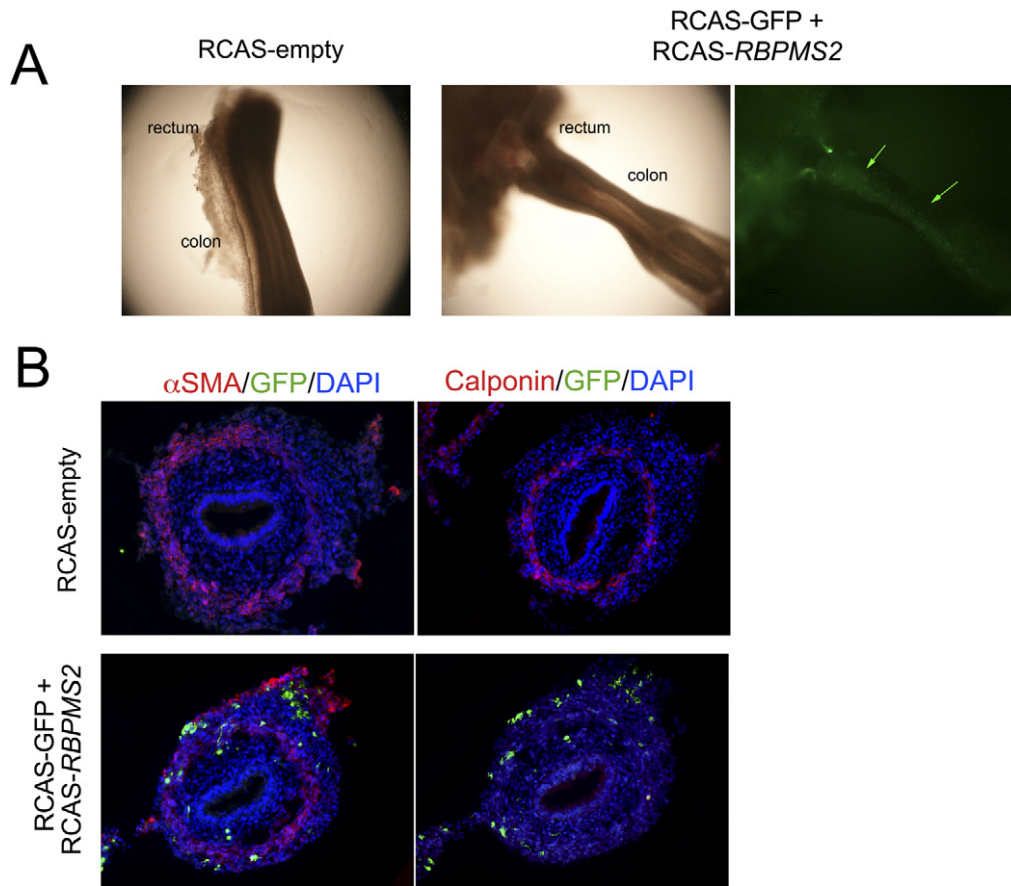 A
RCAS-empty
RCAS-GFP +
RCAS-RBPMS2
rectum
colon
rectum
colon
B
αSMA/GFP/DAPI
Calponin/GFP/DAPI
RCAS-empty
RCAS-GFP +
RCAS-RBPMS2